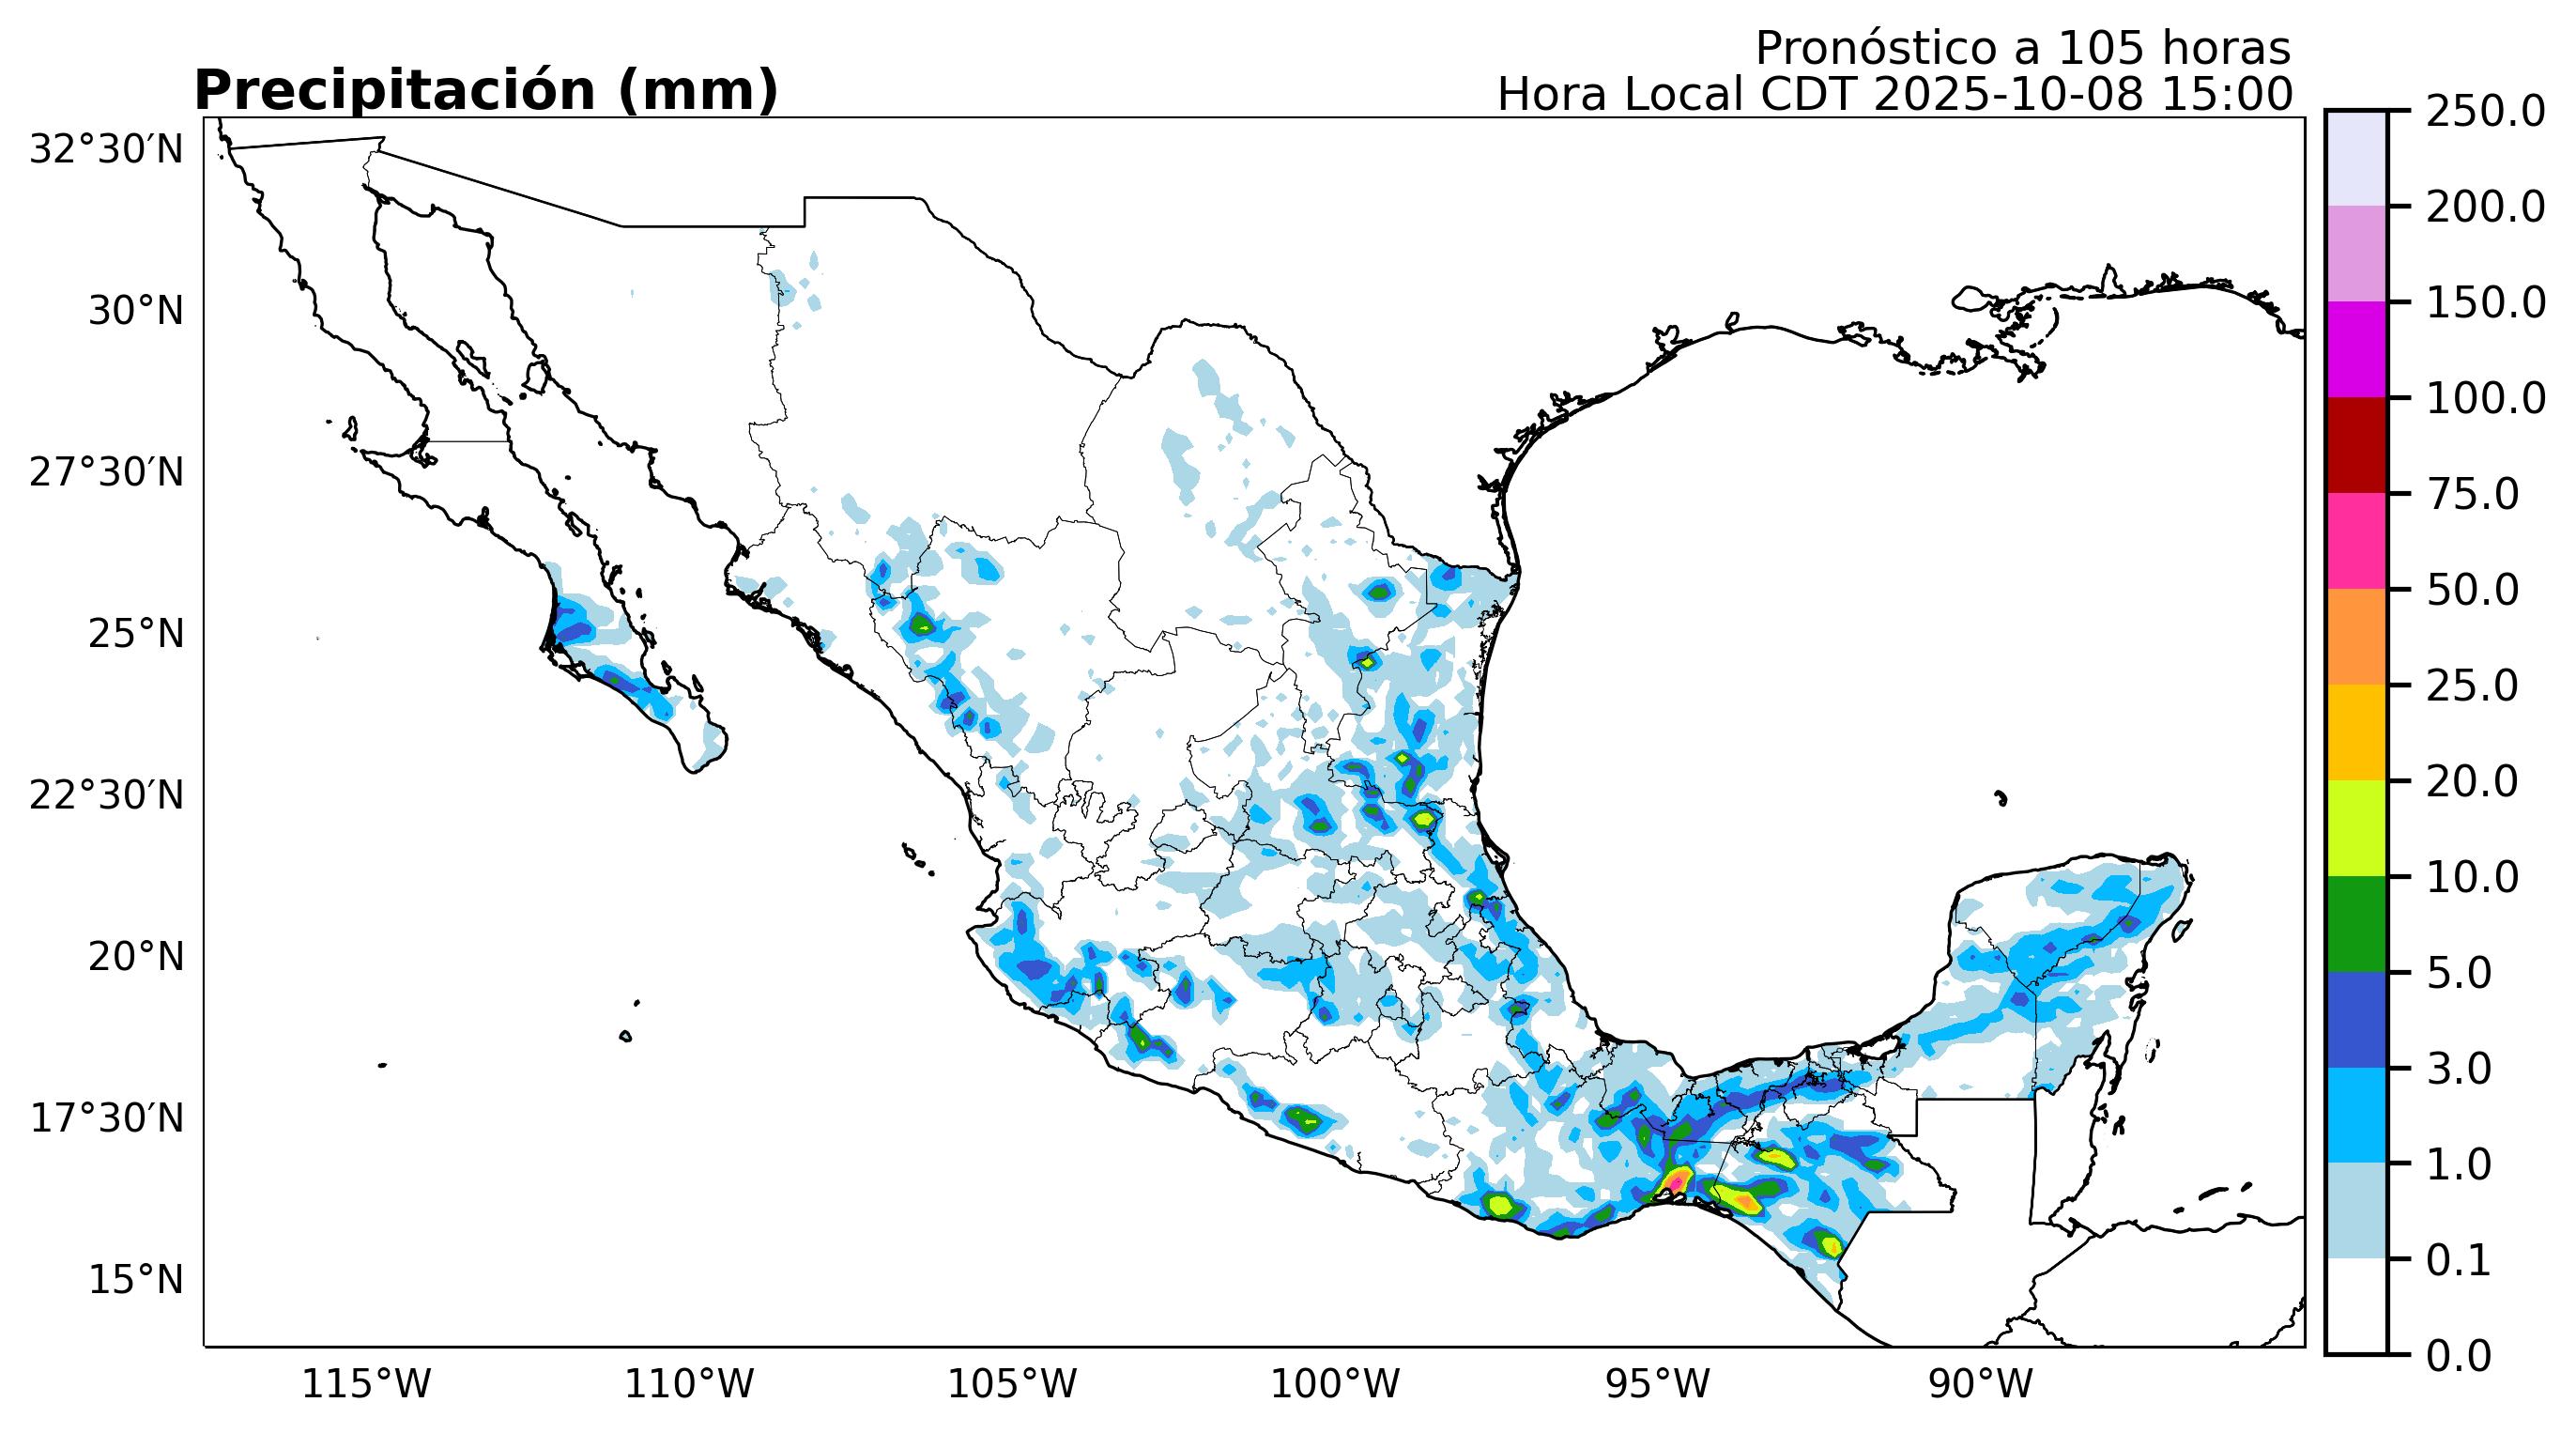 Pronóstico a 105 horas
Precipitación (mm)
Hora Local CDT 2025-10-08 15:00
32°30′N
30°N
27°30′N
25°N
22°30′N
20°N
17°30′N
15°N
115°W
110°W
105°W
100°W
95°W
90°W
250.0
200.0
150.0
100.0
75.0
50.0
25.0
20.0
10.0
5.0
3.0
1.0
0.1
0.0